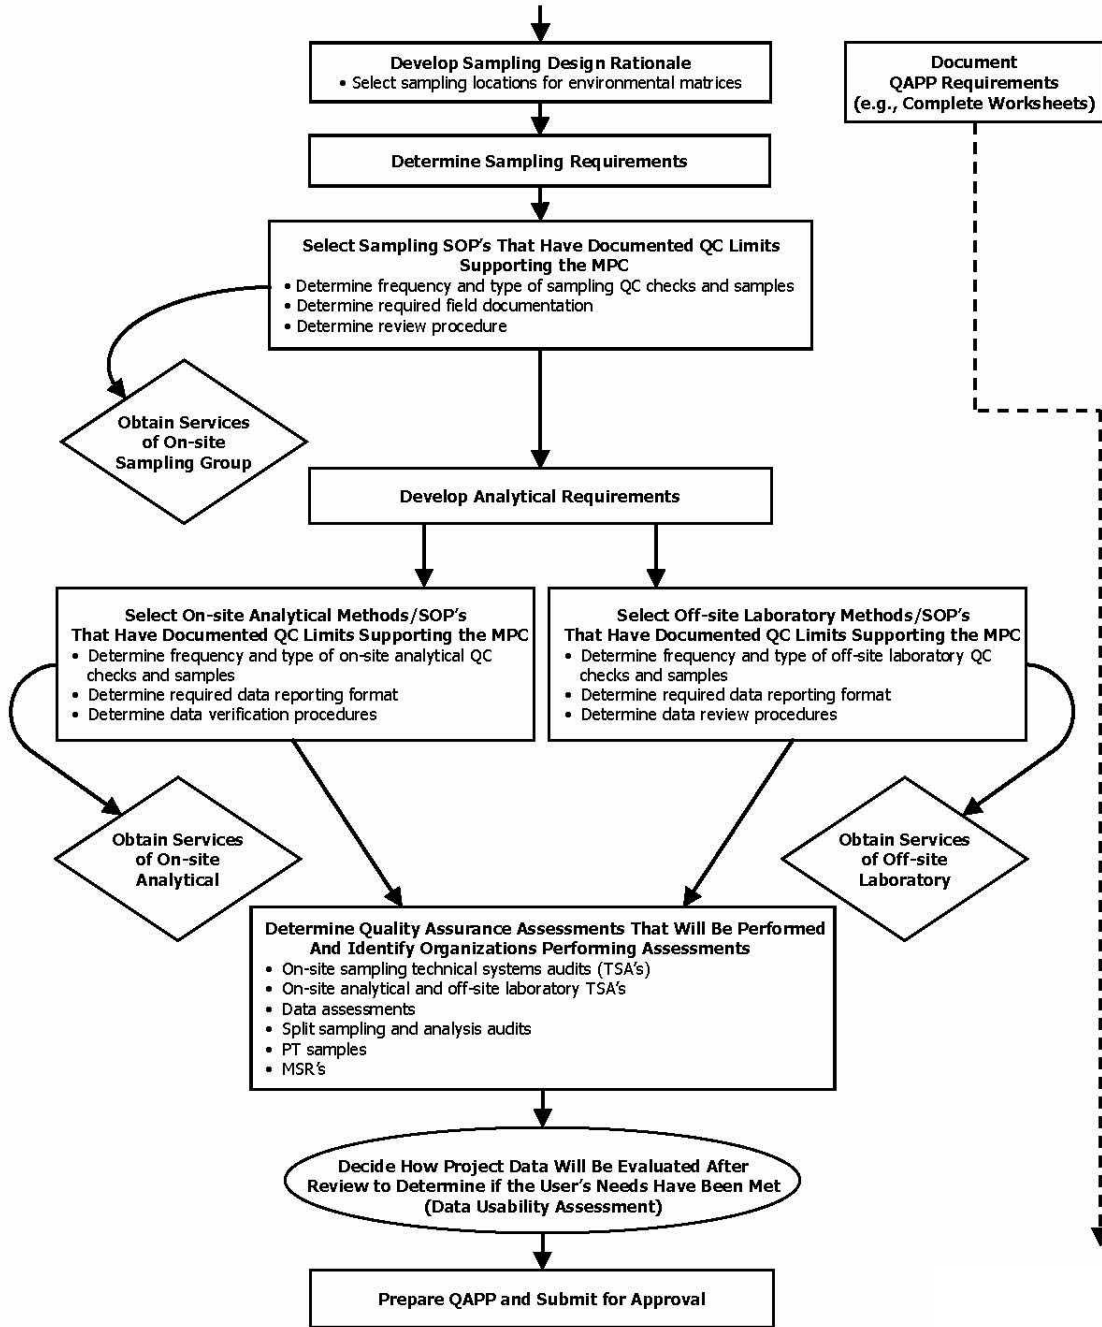 Develop Sampling Design Rationale
• Select sampling locations for environmental matrices
Document
QAPP Requirements
(e.g., Complete Worksheets)
Determine Sampling Requirements
Select Sampling SOP's That Have Documented QC Limits
Supporting the MPC
• Determine frequency and type of sampling QC checks and samples
• Determine required field documentation
• Determine review procedure
Obtain Services
of On-site
Sampling Group
Develop Analytical Requirements
Select On-site Analytical Methods/SOP's
That Have Documented QC Limits Supporting the MPC
• Determine frequency and type of on-site analytical QC
checks and samples
• Determine required data reporting format
• Determine data verification procedures
Select Off-site Laboratory Methods/SOP's
That Have Documented QC Limits Supporting the MPC
• Determine frequency and type of off-site laboratory QC
checks and samples
• Determine required data reporting format
• Determine data review procedures
Obtain Services
of On-site
Analytical
Obtain Services
of Off-site
Laboratory
Determine Quality Assurance Assessments That Will Be Performed
And Identify Organizations Performing Assessments
• On-site sampling technical systems audits (TSA's)
• On-site analytical and off-site laboratory TSA's
• Data assessments
• Split sampling and analysis audits
• PT samples
• MSR's
Decide How Project Data Will Be Evaluated After
Review to Determine if the User's Needs Have Been Met
(Data Usability Assessment)
Prepare QAPP and Submit for Approval